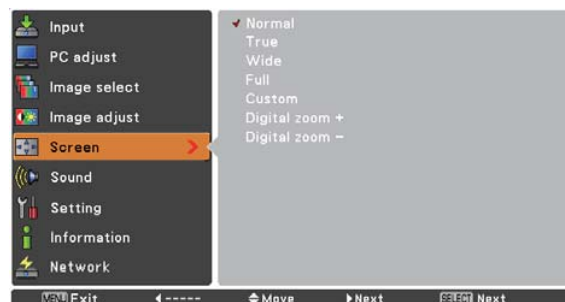 Input
PC adjust
Image select
Image adjust
Screen
Sound
Setting
Information
Network
Normal
True
Wide
Full
Custom
Digital zoom +
Digital zoom –
MENU Exit ----- Move Next SELECT Next